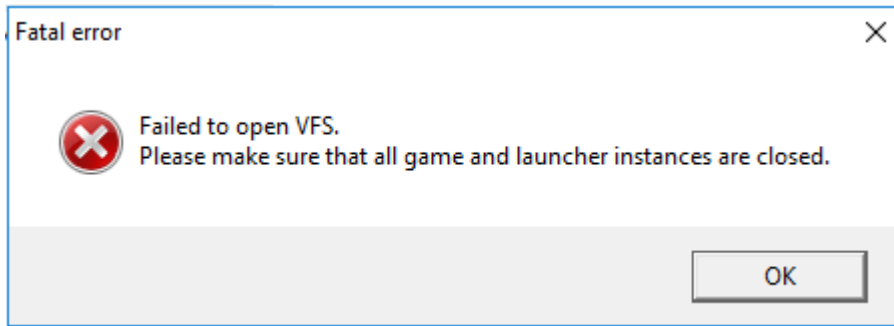 Fatal error
Failed to open VFS.
Please make sure that all game and launcher instances are closed.
OK